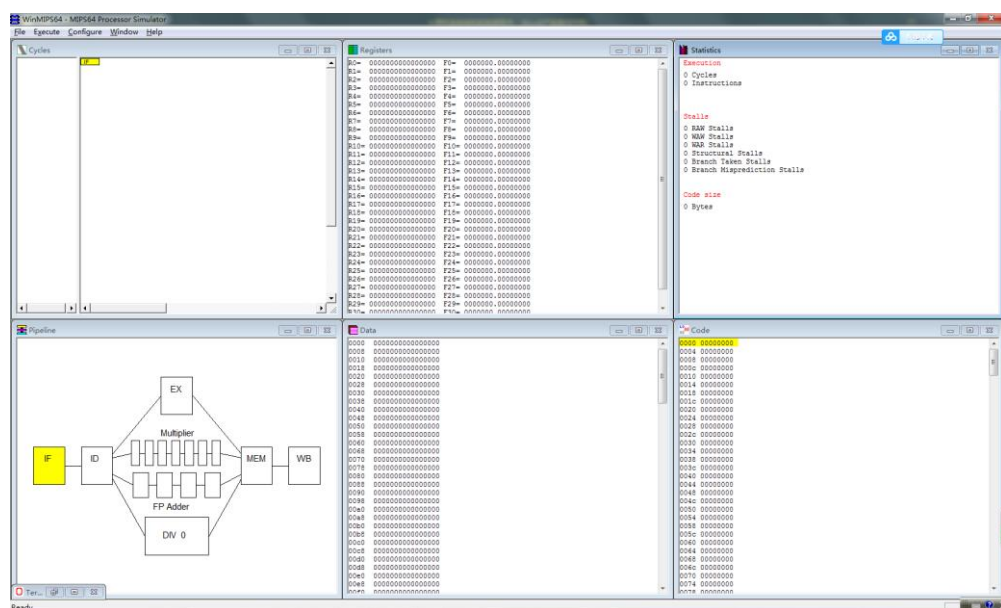 WinMIPS64 - MIPS64 Processor Simulator
File Execute Configure Window Help
Cycles
IF
Registers
R0= 0000000000000000 F0= 0000000.00000000
R1= 0000000000000000 F1= 0000000.00000000
R2= 0000000000000000 F2= 0000000.00000000
R3= 0000000000000000 F3= 0000000.00000000
R4= 0000000000000000 F4= 0000000.00000000
R5= 0000000000000000 F5= 0000000.00000000
R6= 0000000000000000 F6= 0000000.00000000
R7= 0000000000000000 F7= 0000000.00000000
R8= 0000000000000000 F8= 0000000.00000000
R9= 0000000000000000 F9= 0000000.00000000
R10= 0000000000000000 F10= 0000000.00000000
R11= 0000000000000000 F11= 0000000.00000000
R12= 0000000000000000 F12= 0000000.00000000
R13= 0000000000000000 F13= 0000000.00000000
R14= 0000000000000000 F14= 0000000.00000000
R15= 0000000000000000 F15= 0000000.00000000
R16= 0000000000000000 F16= 0000000.00000000
R17= 0000000000000000 F17= 0000000.00000000
R18= 0000000000000000 F18= 0000000.00000000
R19= 0000000000000000 F19= 0000000.00000000
R20= 0000000000000000 F20= 0000000.00000000
R21= 0000000000000000 F21= 0000000.00000000
R22= 0000000000000000 F22= 0000000.00000000
R23= 0000000000000000 F23= 0000000.00000000
R24= 0000000000000000 F24= 0000000.00000000
R25= 0000000000000000 F25= 0000000.00000000
R26= 0000000000000000 F26= 0000000.00000000
R27= 0000000000000000 F27= 0000000.00000000
R28= 0000000000000000 F28= 0000000.00000000
R29= 0000000000000000 F29= 0000000.00000000
R30= 0000000000000000 F30= 0000000.00000000
Statistics
Execution
0 Cycles
0 Instructions
Stalls
0 RAW Stalls
0 WAW Stalls
0 WAR Stalls
0 Structural Stalls
0 Branch Taken Stalls
0 Branch Misprediction Stalls
Code size
0 Bytes
Pipeline
EX
Multiplier
IF ID MEM WB
FP Adder
DIV 0
Ter...
Data
0000 0000000000000000
0008 0000000000000000
0010 0000000000000000
0018 0000000000000000
0020 0000000000000000
0028 0000000000000000
0030 0000000000000000
0038 0000000000000000
0040 0000000000000000
0048 0000000000000000
0050 0000000000000000
0058 0000000000000000
0060 0000000000000000
0068 0000000000000000
0070 0000000000000000
0078 0000000000000000
0080 0000000000000000
0088 0000000000000000
0090 0000000000000000
0098 0000000000000000
00a0 0000000000000000
00a8 0000000000000000
00b0 0000000000000000
00b8 0000000000000000
00c0 0000000000000000
00c8 0000000000000000
00d0 0000000000000000
00d8 0000000000000000
00e0 0000000000000000
00e8 0000000000000000
00f0 0000000000000000
Code
0000 00000000
0004 00000000
0008 00000000
000c 00000000
0010 00000000
0014 00000000
0018 00000000
001c 00000000
0020 00000000
0024 00000000
0028 00000000
002c 00000000
0030 00000000
0034 00000000
0038 00000000
003c 00000000
0040 00000000
0044 00000000
0048 00000000
004c 00000000
0050 00000000
0054 00000000
0058 00000000
005c 00000000
0060 00000000
0064 00000000
0068 00000000
006c 00000000
0070 00000000
0074 00000000
0078 00000000
Ready